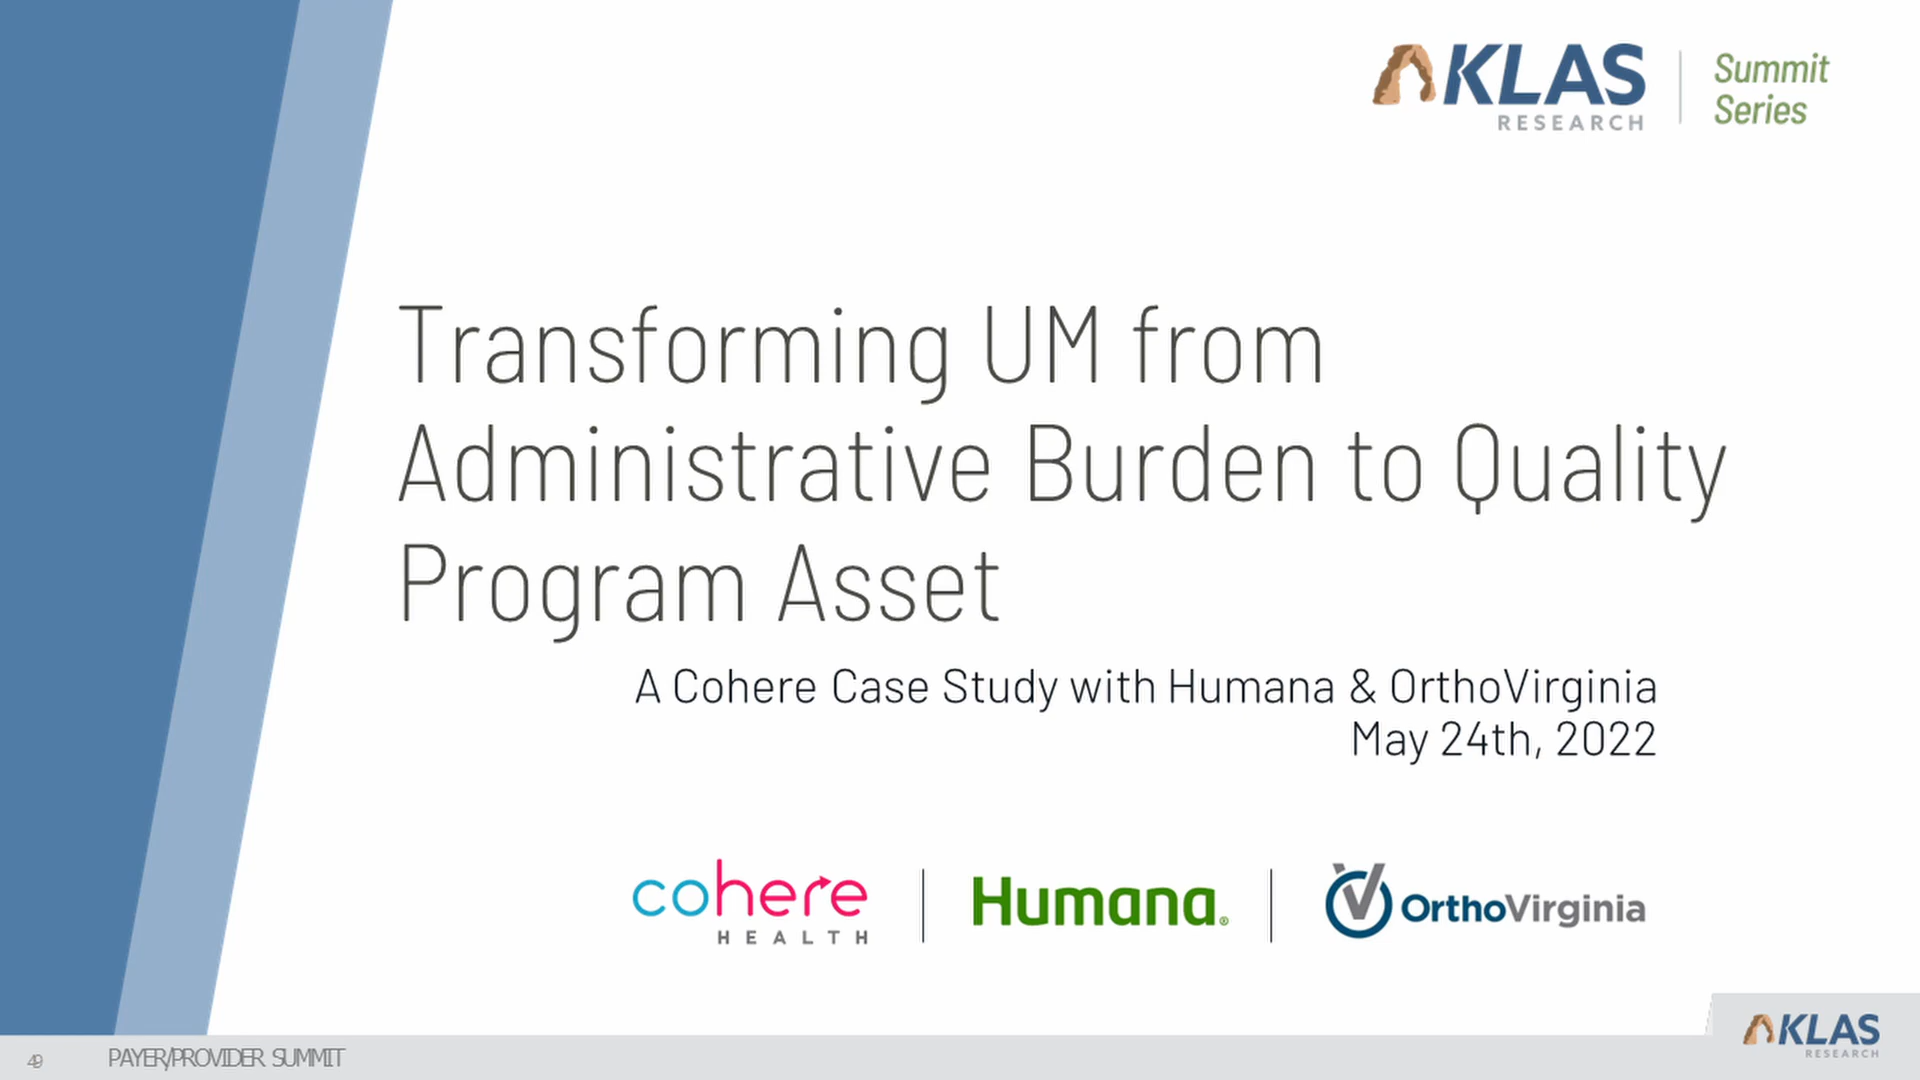 KLAS
RESEARCH
Summit
Series
Transforming UM from
Administrative Burden to Quality
Program Asset
A Cohere Case Study with Humana & OrthoVirginia
May 24th, 2022
cohere
HEALTH
Humana®
OrthoVirginia
49
PAYER/PROVIDER SUMMIT
KLAS
RESEARCH